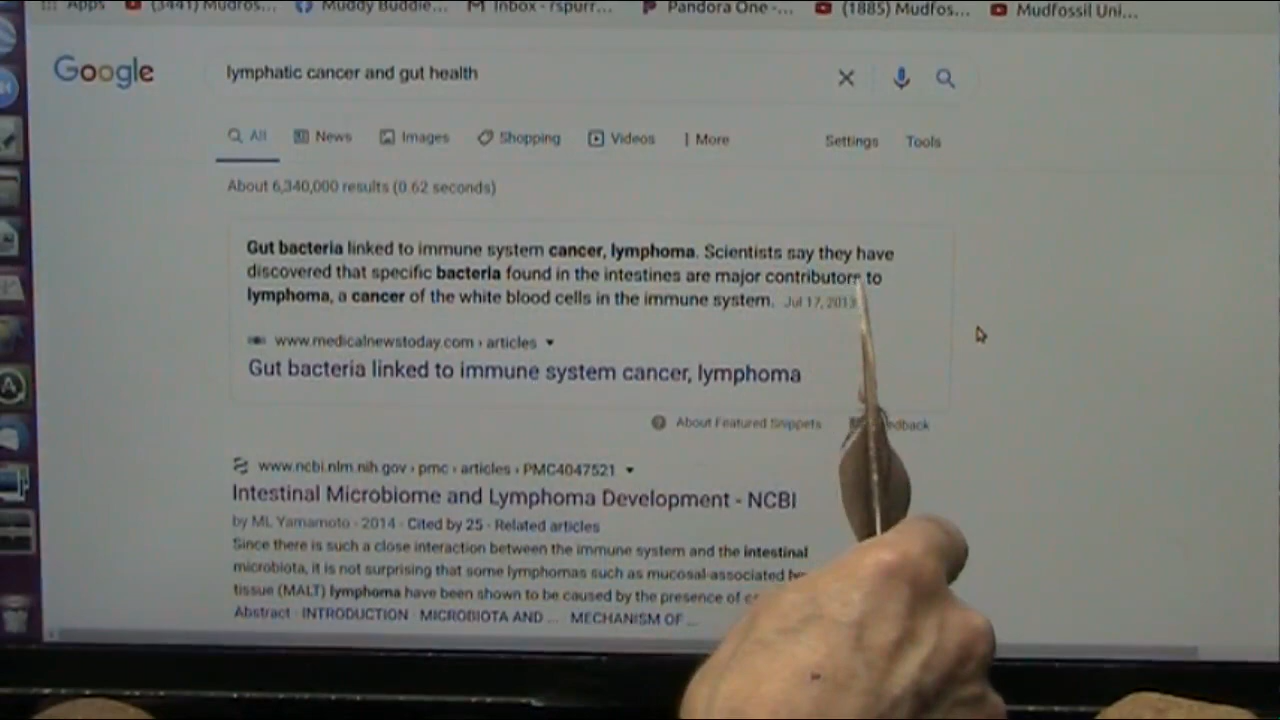 Apps (3441) Mudfos... Muddy Buddie... Inbox - rspurr... Pandora One -... (1885) Mudfos... Mudfossil Uni...
Google lymphatic cancer and gut health
All News Images Shopping Videos More Settings Tools
About 6,340,000 results (0.62 seconds)
Gut bacteria linked to immune system cancer, lymphoma. Scientists say they have
discovered that specific bacteria found in the intestines are major contributors to
lymphoma, a cancer of the white blood cells in the immune system. Jul 17, 2013
www.medicalnewstoday.com › articles
Gut bacteria linked to immune system cancer, lymphoma
About Featured Snippets
www.ncbi.nlm.nih.gov › pmc › articles › PMC4047521
Intestinal Microbiome and Lymphoma Development - NCBI
by ML Yamamoto - 2014 - Cited by 25 - Related articles
Since there is such a close interaction between the immune system and the intestinal
microbiota, it is not surprising that some lymphomas such as mucosal-associated
tissue (MALT) lymphoma have been shown to be caused by the presence of
Abstract · INTRODUCTION · MICROBIOTA AND ... MECHANISM OF ...